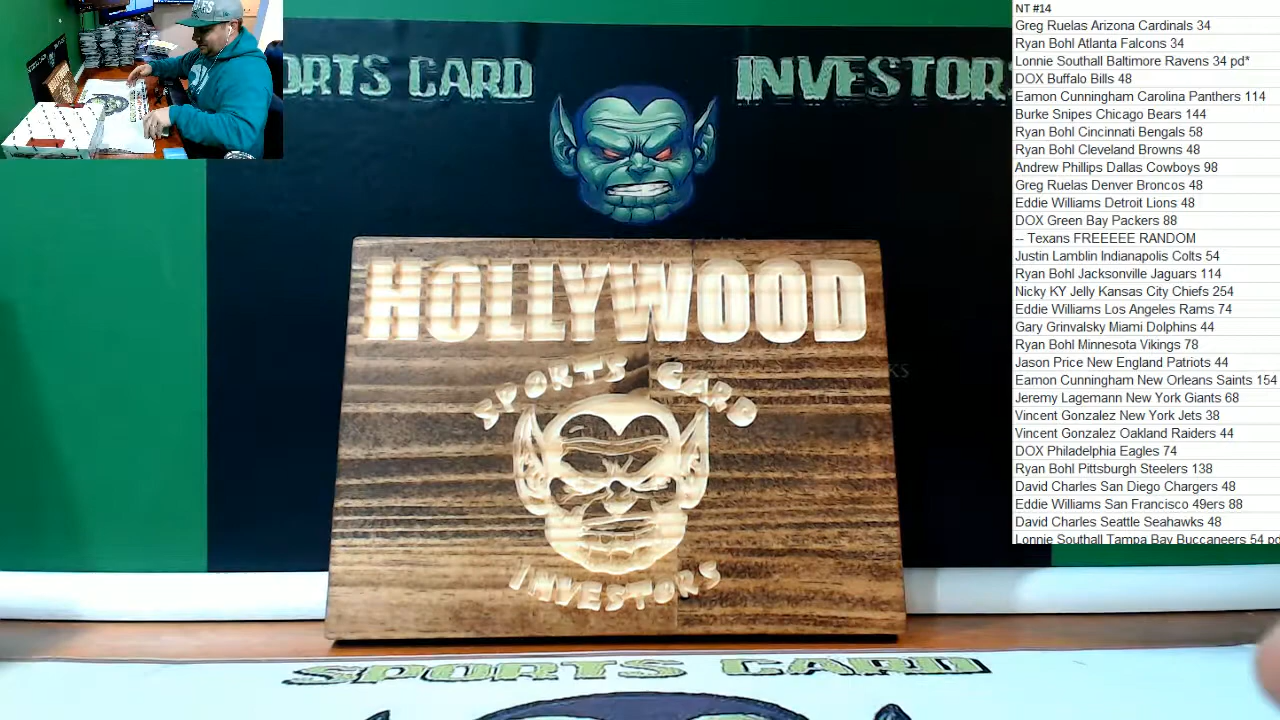 NT #14
Greg Ruelas Arizona Cardinals 34
Ryan Bohl Atlanta Falcons 34
Lonnie Southall Baltimore Ravens 34 pd*
DOX Buffalo Bills 48
Eamon Cunningham Carolina Panthers 114
Burke Snipes Chicago Bears 144
Ryan Bohl Cincinnati Bengals 58
Ryan Bohl Cleveland Browns 48
Andrew Phillips Dallas Cowboys 98
Greg Ruelas Denver Broncos 48
Eddie Williams Detroit Lions 48
DOX Green Bay Packers 88
-- Texans FREEEEE RANDOM
Justin Lamblin Indianapolis Colts 54
Ryan Bohl Jacksonville Jaguars 114
Nicky KY Jelly Kansas City Chiefs 254
Eddie Williams Los Angeles Rams 74
Gary Grinvalsky Miami Dolphins 44
Ryan Bohl Minnesota Vikings 78
Jason Price New England Patriots 44
Eamon Cunningham New Orleans Saints 154
Jeremy Lagemann New York Giants 68
Vincent Gonzalez New York Jets 38
Vincent Gonzalez Oakland Raiders 44
DOX Philadelphia Eagles 74
Ryan Bohl Pittsburgh Steelers 138
David Charles San Diego Chargers 48
Eddie Williams San Francisco 49ers 88
David Charles Seattle Seahawks 48
Lonnie Southall Tampa Bay Buccaneers 54 pd
ORTS CARD INVESTORS
HOLLYWOOD
SPORTS CARD
INVESTORS
SPORTS CARD